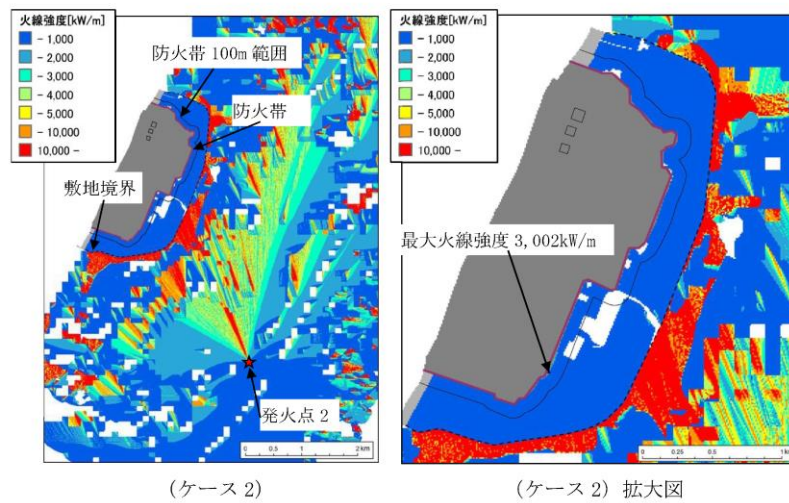 火線強度[kW/m]
- 1,000
- 2,000
- 3,000
- 4,000
- 5,000
- 10,000
10,000 -
防火帯 100m 範囲
防火帯
敷地境界
発火点 2
0 0.5 1 2 km
(ケース 2)
火線強度[kW/m]
- 1,000
- 2,000
- 3,000
- 4,000
- 5,000
- 10,000
10,000 -
最大火線強度 3,002kW/m
0 0.25 0.5 1 k
(ケース 2) 拡大図